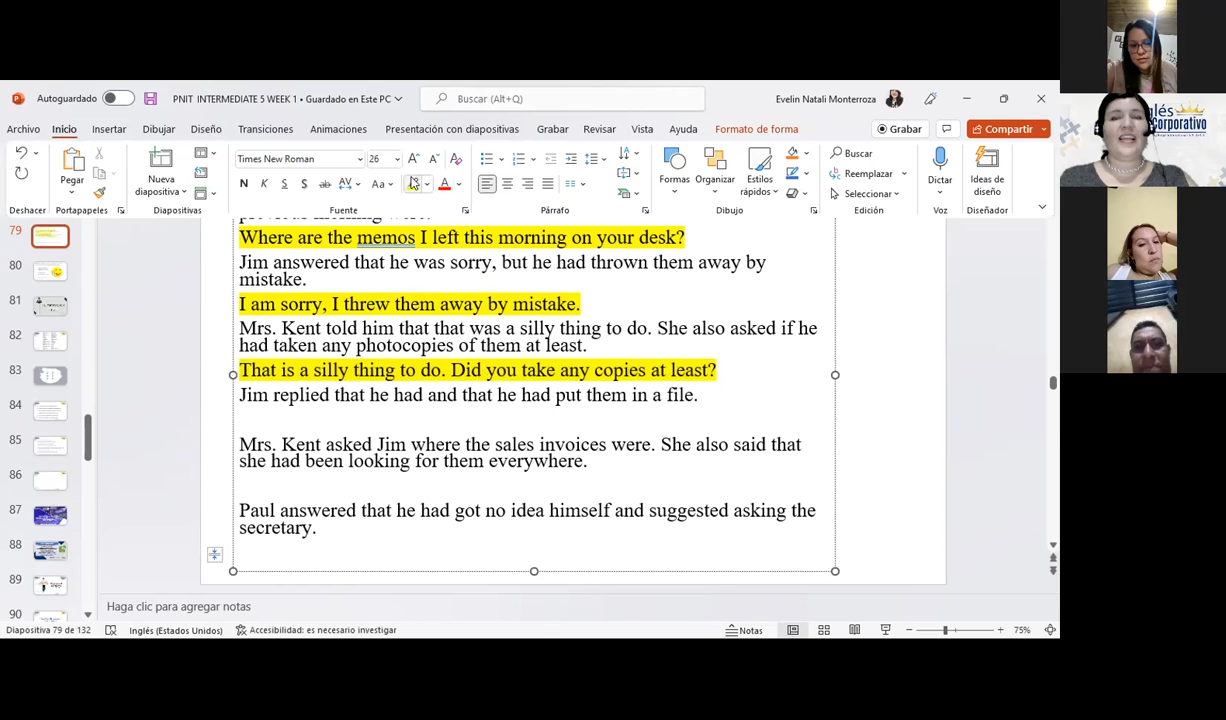 Autoguardado
PNIT INTERMEDIATE 5 WEEK 1 • Guardado en Este PC
Buscar (Alt+Q)
Evelin Natali Monterroza
Archivo Inicio Insertar Dibujar Diseño Transiciones Animaciones Presentación con diapositivas Grabar Revisar Vista Ayuda Formato de forma
Grabar
Compartir
Pegar
Nueva diapositiva
Times New Roman 26
N K S S ab AV Aa A A
Formas
Organizar
Estilos rápidos
Buscar
Reemplazar
Seleccionar
Dictar
Ideas de diseño
Deshacer Portapapeles Diapositivas Fuente Párrafo Dibujo Edición Voz Diseñador
79
80
81
82
83
84
85
86
87
88
89
90
Where are the memos I left this morning on your desk?
Jim answered that he was sorry, but he had thrown them away by
mistake.
I am sorry, I threw them away by mistake.
Mrs. Kent told him that that was a silly thing to do. She also asked if he
had taken any photocopies of them at least.
That is a silly thing to do. Did you take any copies at least?
Jim replied that he had and that he had put them in a file.
Mrs. Kent asked Jim where the sales invoices were. She also said that
she had been looking for them everywhere.
Paul answered that he had got no idea himself and suggested asking the
secretary.
Haga clic para agregar notas
Diapositiva 79 de 132
Inglés (Estados Unidos)
Accesibilidad: es necesario investigar
Notas
75%